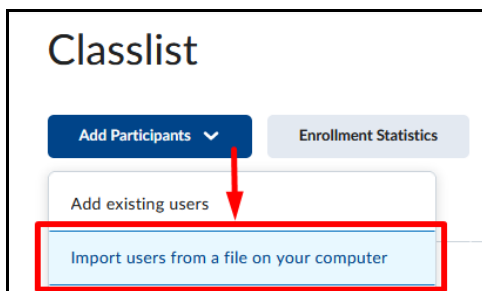 Classlist
Add Participants
Enrollment Statistics
Add existing users
Import users from a file on your computer